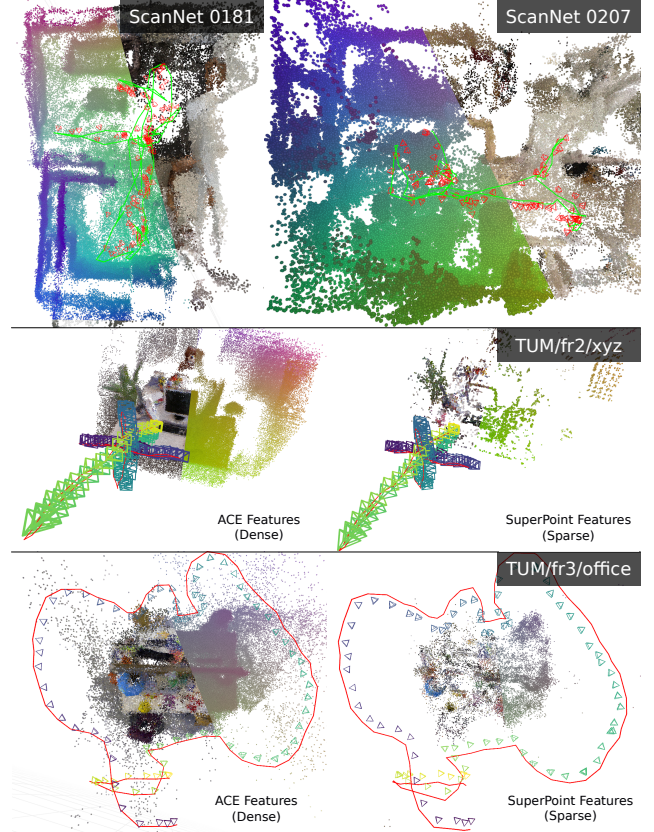 ScanNet 0181
ScanNet 0207
TUM/fr2/xyz
ACE Features
(Dense)
SuperPoint Features
(Sparse)
TUM/fr3/office
ACE Features
(Dense)
SuperPoint Features
(Sparse)